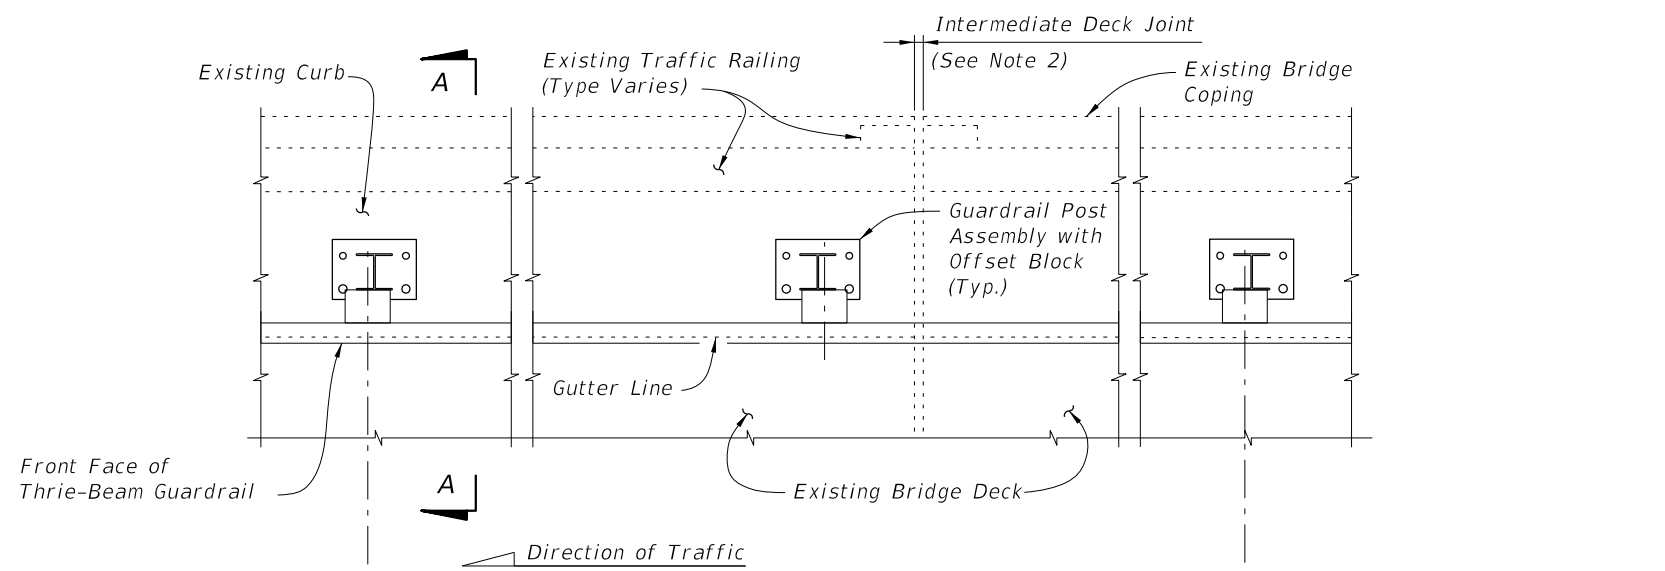 Intermediate Deck Joint
(See Note 2)
Existing Curb
A
Existing Traffic Railing
(Type Varies)
Existing Bridge
Coping
Guardrail Post
Assembly with
Offset Block
(Typ.)
Gutter Line
Front Face of
Thrie-Beam Guardrail
A
Existing Bridge Deck
Direction of Traffic